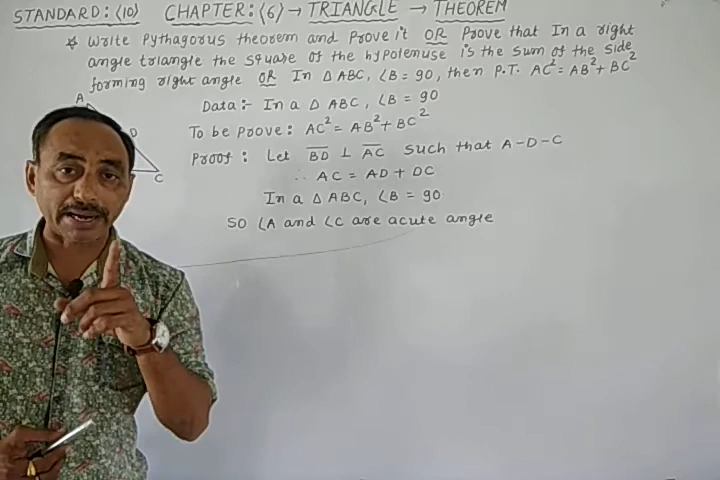 STANDARD: <10> CHAPTER: <6> → TRIANGLE → THEOREM
* Write Pythagorus theorem and Prove it OR Prove that In a right
angle triangle the square of the hypotenuse is the sum of the side
forming right angle OR In △ABC, ∠B = 90, then P.T. AC² = AB² + BC²
Data:- In a △ ABC, ∠B = 90
To be Prove: AC² = AB² + BC²
Proof: Let BD ⊥ AC such that A-D-C
∴ AC = AD + DC
In a △ ABC, ∠B = 90
So ∠A and ∠C are acute angle
A
D
C